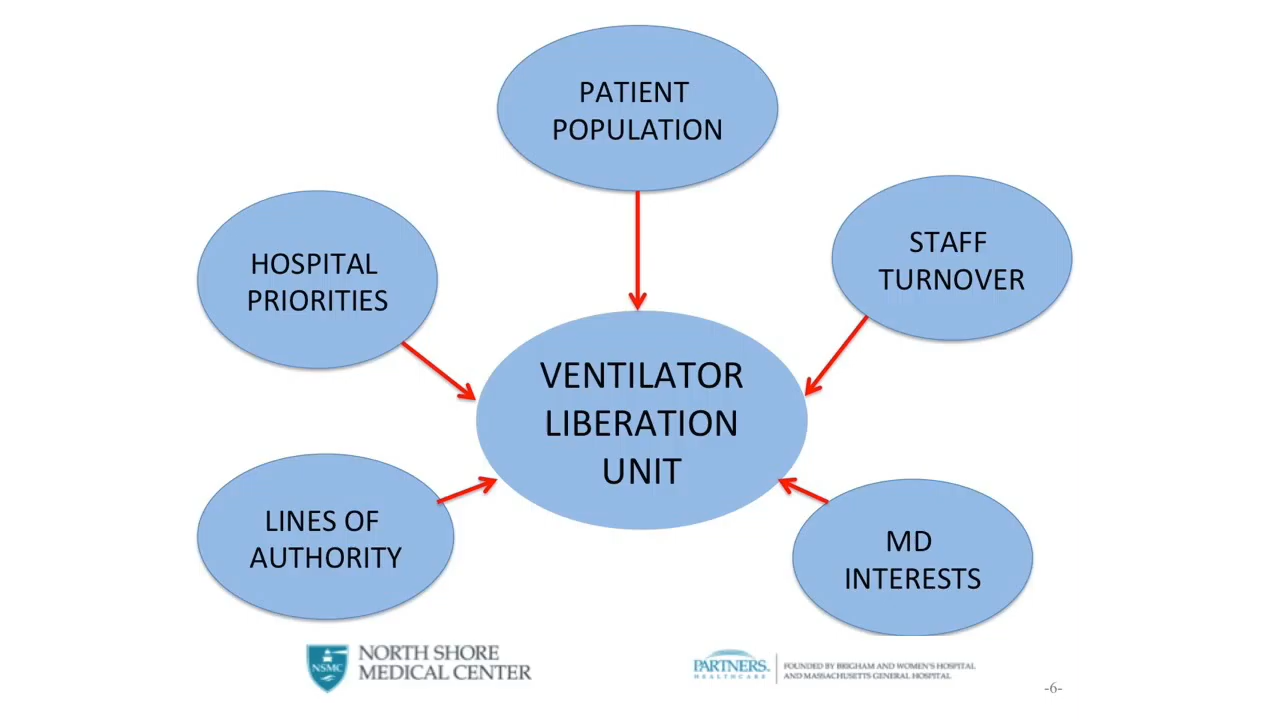 PATIENT
POPULATION
HOSPITAL
PRIORITIES
STAFF
TURNOVER
VENTILATOR
LIBERATION
UNIT
LINES OF
AUTHORITY
MD
INTERESTS
NSMC
NORTH SHORE
MEDICAL CENTER
PARTNERS.
HEALTHCARE
FOUNDED BY BRIGHAM AND WOMEN'S HOSPITAL
AND MASSACHUSETTS GENERAL HOSPITAL
-6-